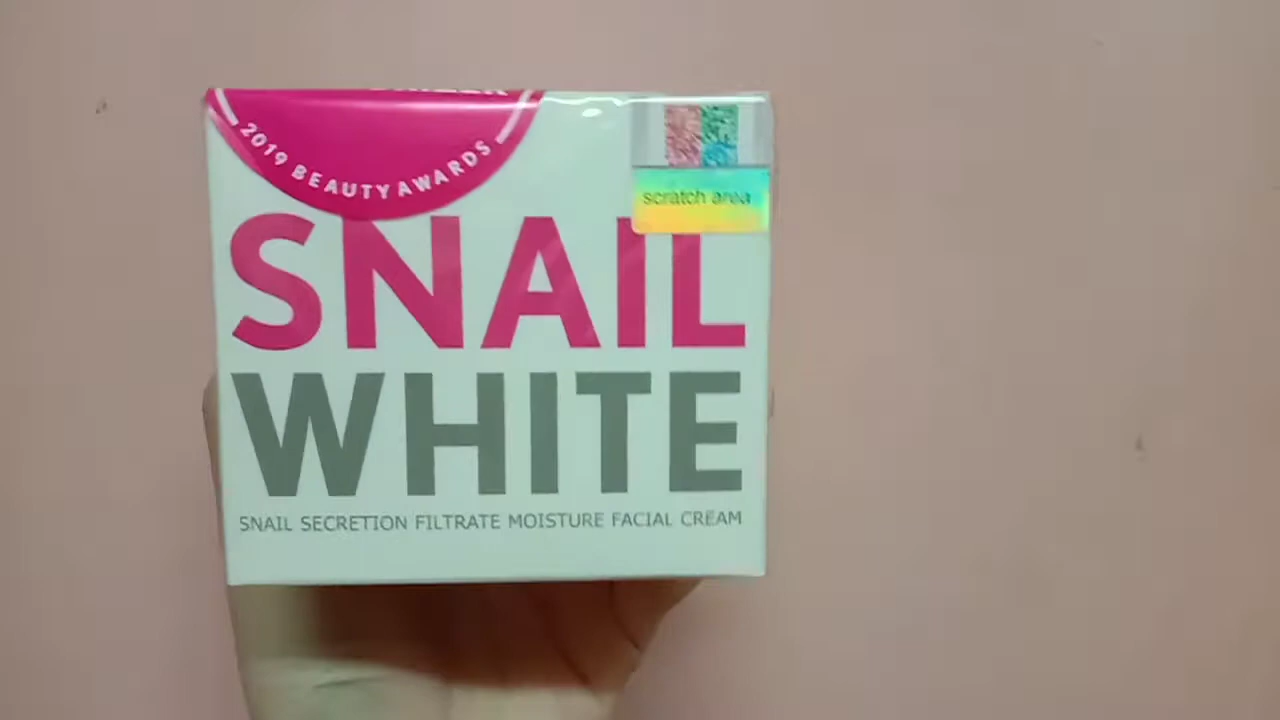 2019 BEAUTY AWARDS
scratch area
SNAIL
WHITE
SNAIL SECRETION FILTRATE MOISTURE FACIAL CREAM